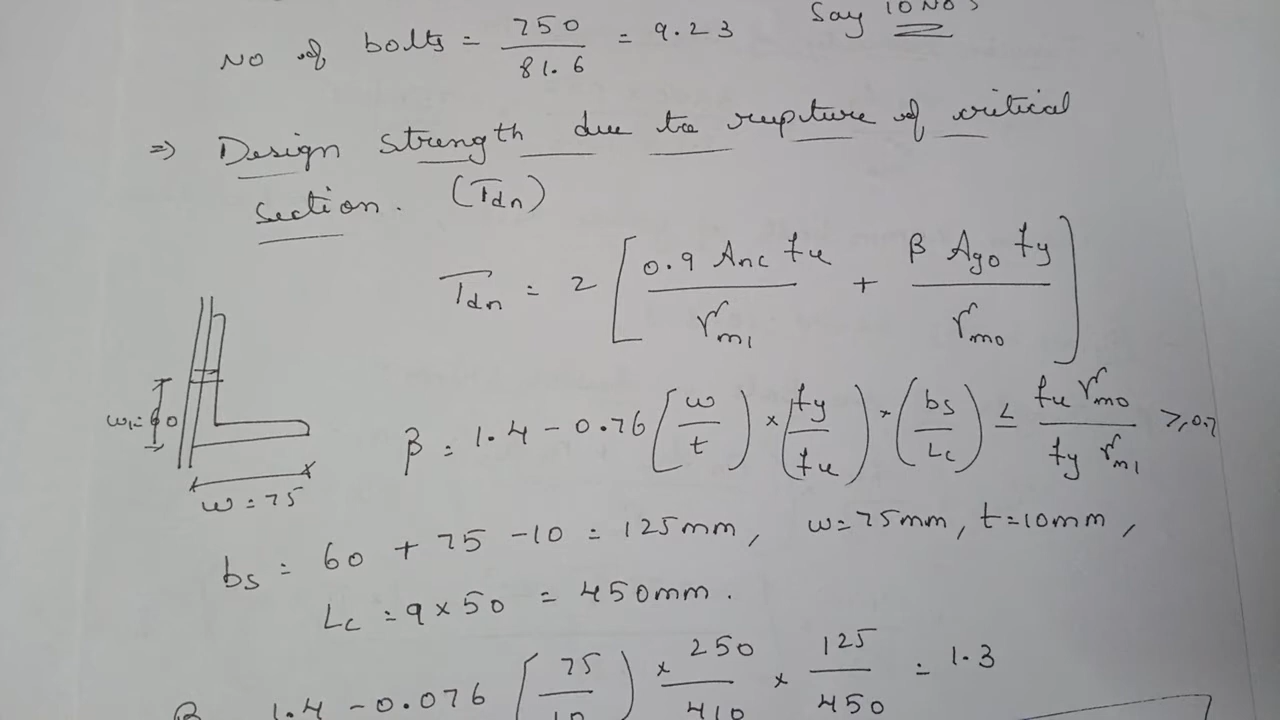 No of bolts = 750 / 81.6 = 9.23 Say 10 Nos
⇒ Design strength due to rupture of critical
section. (Tdn)
Tdn = 2 [ 0.9 Anc fu / γm1 + β Ago fy / γm0 ]
w1=60
w=75
β = 1.4 - 0.76 (w/t) × (fy/fu) × (bs/Lc) ≤ fu γm0 / fy γm1 ≥ 0.7
bs = 60 + 75 - 10 = 125mm, w=75mm, t=10mm,
Lc = 9 × 50 = 450mm.
β 1.4 - 0.076 [75/10] × 250/410 × 125/450 = 1.3